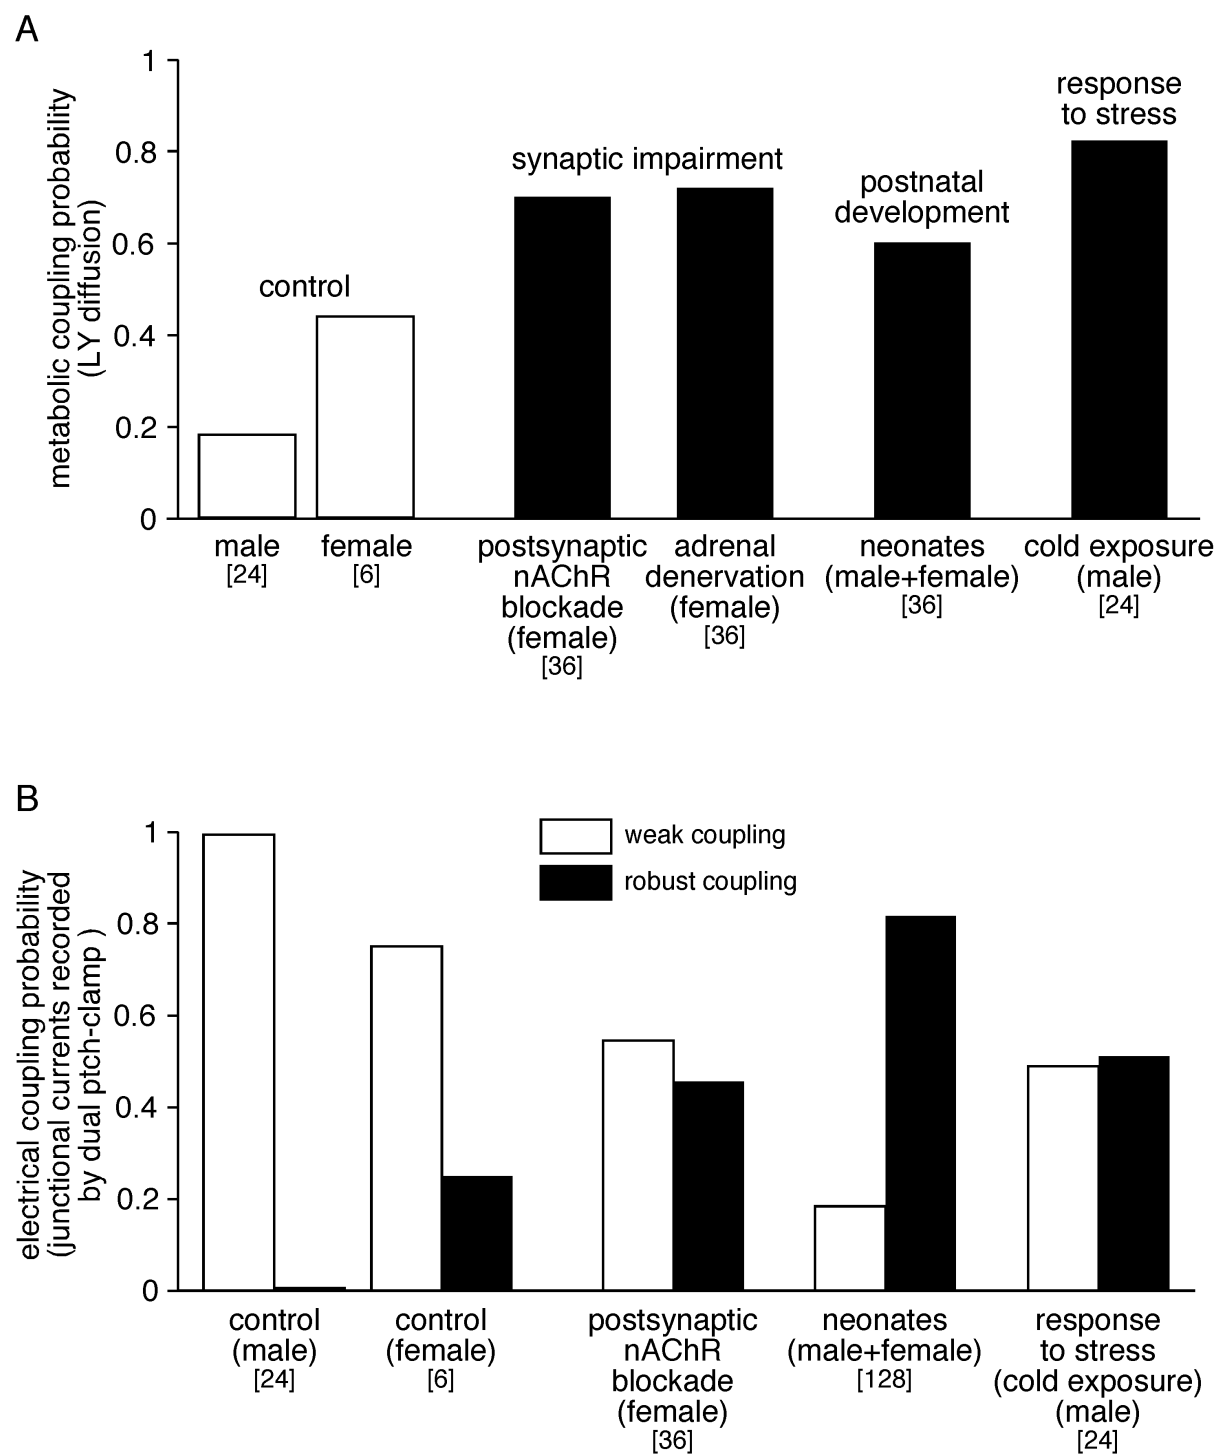 A
metabolic coupling probability
(LY diffusion)
1
0.8
0.6
0.4
0.2
0
control
synaptic impairment
postnatal
development
response
to stress
male
[24]
female
[6]
postsynaptic
nAChR
blockade
(female)
[36]
adrenal
denervation
(female)
[36]
neonates
(male+female)
[36]
cold exposure
(male)
[24]
B
electrical coupling probability
(junctional currents recorded
by dual ptch-clamp )
1
0.8
0.6
0.4
0.2
0
weak coupling
robust coupling
control
(male)
[24]
control
(female)
[6]
postsynaptic
nAChR
blockade
(female)
[36]
neonates
(male+female)
[128]
response
to stress
(cold exposure)
(male)
[24]